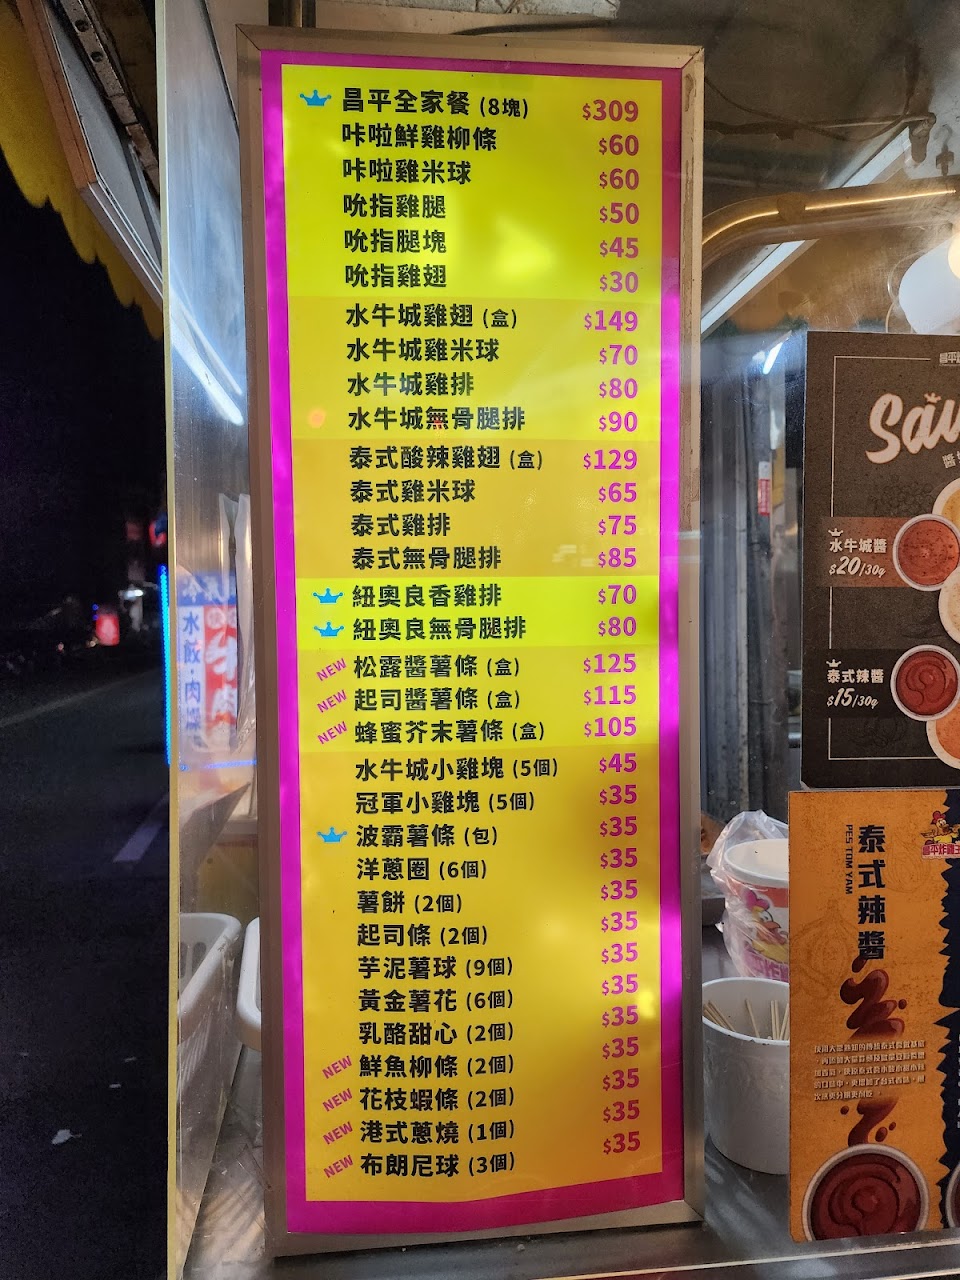 昌平全家餐 (8塊) $309
咔啦鮮雞柳條 $60
咔啦雞米球 $60
吮指雞腿 $50
吮指腿塊 $45
吮指雞翅 $30
水牛城雞翅 (盒) $149
水牛城雞米球 $70
水牛城雞排 $80
水牛城無骨腿排 $90
泰式酸辣雞翅 (盒) $129
泰式雞米球 $65
泰式雞排 $75
泰式無骨腿排 $85
紐奧良香雞排 $70
紐奧良無骨腿排 $80
NEW 松露醬薯條 (盒) $125
NEW 起司醬薯條 (盒) $115
NEW 蜂蜜芥末薯條 (盒) $105
水牛城小雞塊 (5個) $45
冠軍小雞塊 (5個) $35
波霸薯條 (包) $35
洋蔥圈 (6個) $35
薯餅 (2個) $35
起司條 (2個) $35
芋泥薯球 (9個) $35
黃金薯花 (6個) $35
乳酪甜心 (2個) $35
NEW 鮮魚柳條 (2個) $35
NEW 花枝蝦條 (2個) $35
NEW 港式蔥燒 (1個) $35
NEW 布朗尼球 (3個) $35
水牛城醬
$20/30g
泰式辣醬
$15/30g
泰式辣醬
PES TOM YAM
水餃